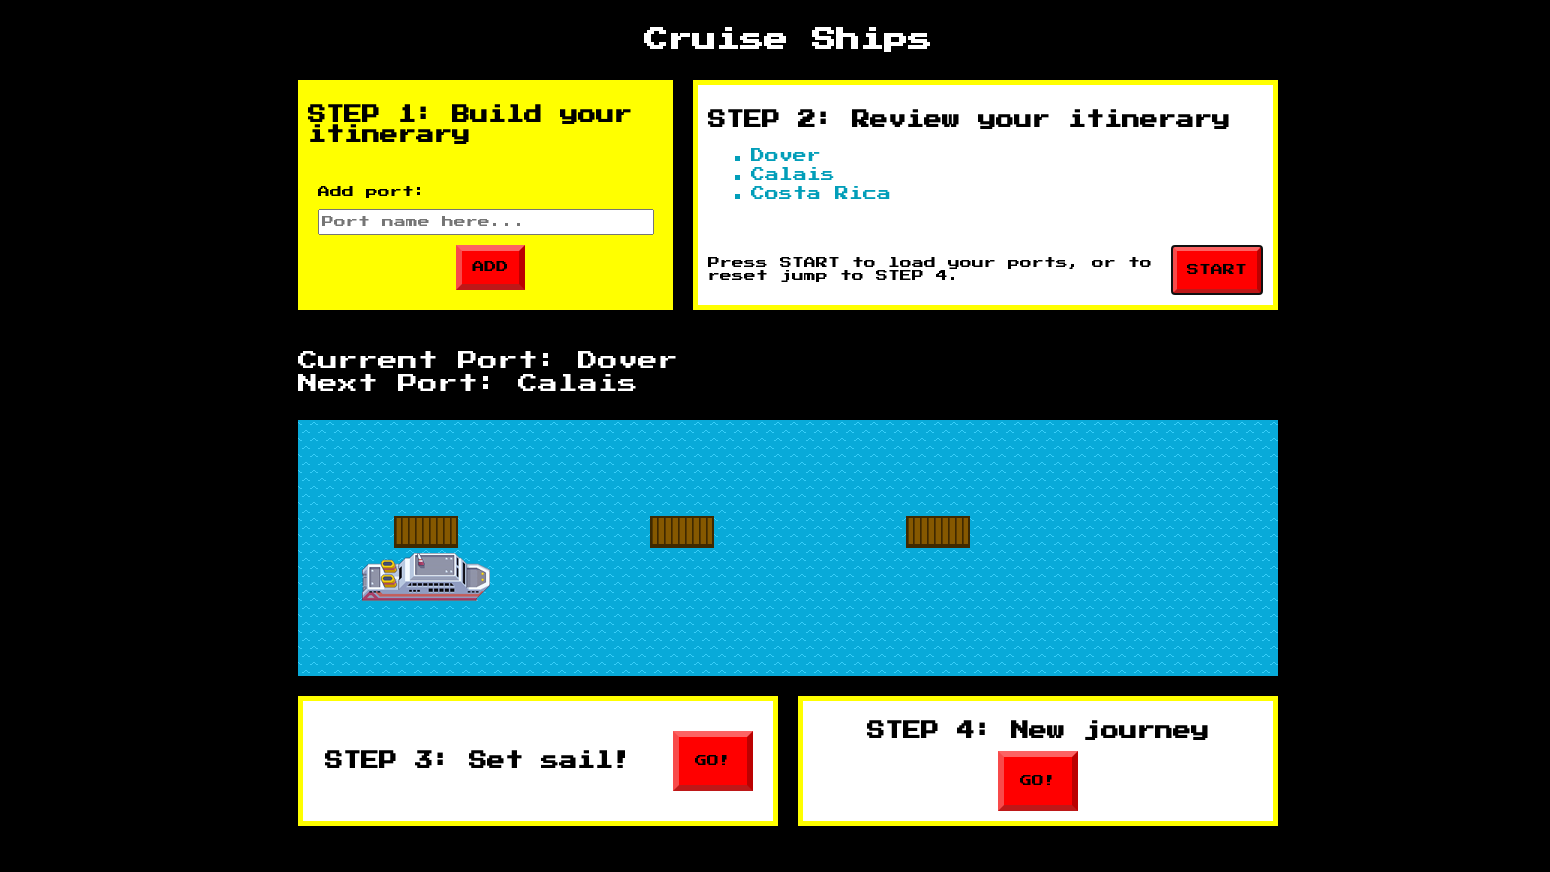 Cruise Ships
STEP 1: Build your
itinerary
Add port:
Port name here...
ADD
STEP 2: Review your itinerary
Dover
Calais
Costa Rica
Press START to load your ports, or to
reset jump to STEP 4.
START
Current Port: Dover
Next Port: Calais
STEP 3: Set sail!
GO!
STEP 4: New journey
GO!